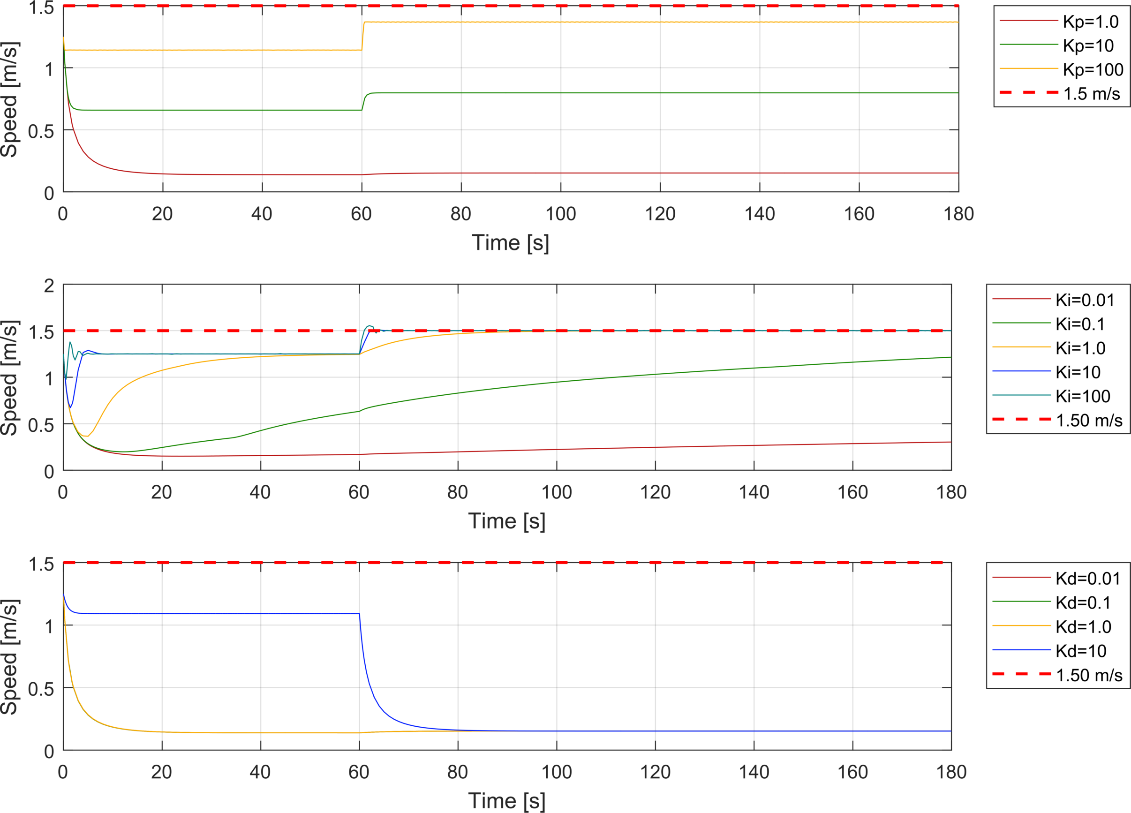 1.5
1
0.5
0
Speed [m/s]
0 20 40 60 80 100 120 140 160 180
Time [s]
Kp=1.0
Kp=10
Kp=100
1.5 m/s
2
1.5
1
0.5
0
Speed [m/s]
0 20 40 60 80 100 120 140 160 180
Time [s]
Ki=0.01
Ki=0.1
Ki=1.0
Ki=10
Ki=100
1.50 m/s
1.5
1
0.5
0
Speed [m/s]
0 20 40 60 80 100 120 140 160 180
Time [s]
Kd=0.01
Kd=0.1
Kd=1.0
Kd=10
1.50 m/s